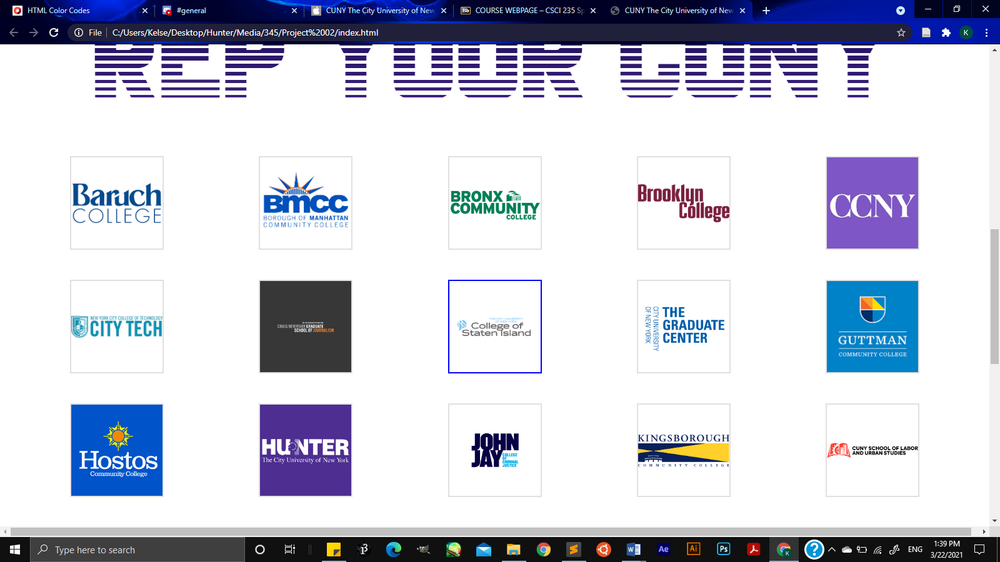 HTML Color Codes
#general
CUNY The City University of New
COURSE WEBPAGE – CSCI 235 Sp
CUNY The City University of New
File
C:/Users/Kelse/Desktop/Hunter/Media/345/Project%2002/index.html
K
REP YOUR CUNY
Baruch
COLLEGE
BMCC
BOROUGH OF MANHATTAN
COMMUNITY COLLEGE
BRONX
COMMUNITY
COLLEGE
Brooklyn
College
CCNY
NEW YORK CITY COLLEGE OF TECHNOLOGY
CITY TECH
CRAIG NEWMARK GRADUATE
SCHOOL OF JOURNALISM
THE CITY UNIVERSITY
OF NEW YORK
College of
Staten Island
CITY UNIVERSITY
OF NEW YORK
THE
GRADUATE
CENTER
GUTTMAN
COMMUNITY COLLEGE
Hostos
Community College
HUNTER
The City University of New York
JOHN
JAY
COLLEGE
OF
CRIMINAL
JUSTICE
KINGSBOROUGH
COMMUNITY COLLEGE
CUNY SCHOOL OF LABOR
AND URBAN STUDIES
Type here to search
Ae
Ai
Ps
K
?
ENG
1:39 PM
3/22/2021